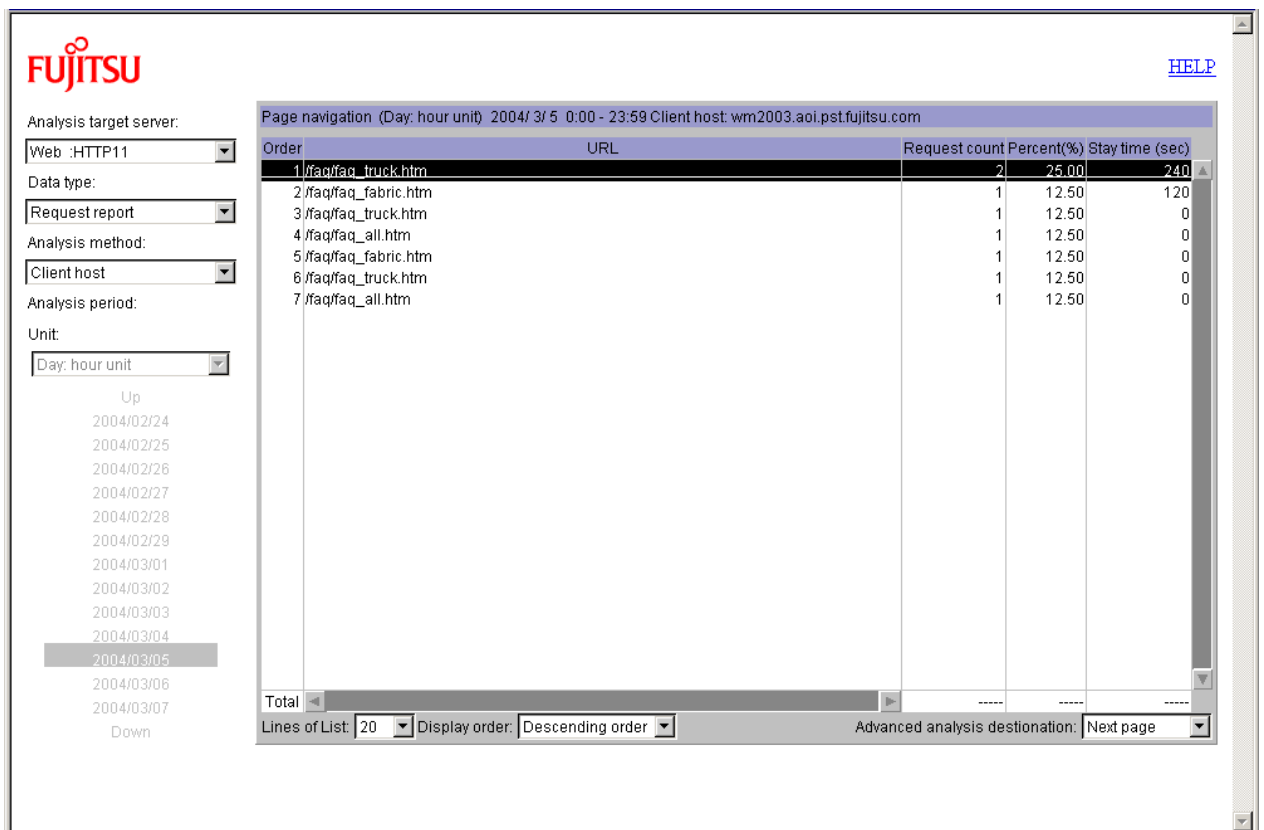 FUJITSU
HELP
Analysis target server:
Web :HTTP11
Data type:
Request report
Analysis method:
Client host
Analysis period:
Unit:
Day: hour unit
Up
2004/02/24
2004/02/25
2004/02/26
2004/02/27
2004/02/28
2004/02/29
2004/03/01
2004/03/02
2004/03/03
2004/03/04
2004/03/05
2004/03/06
2004/03/07
Down
Page navigation (Day: hour unit) 2004/ 3/ 5 0:00 - 23:59 Client host: wm2003.aoi.pst.fujitsu.com
Order URL Request count Percent(%) Stay time (sec)
1 /faq/faq_truck.htm 2 25.00 240
2 /faq/faq_fabric.htm 1 12.50 120
3 /faq/faq_truck.htm 1 12.50 0
4 /faq/faq_all.htm 1 12.50 0
5 /faq/faq_fabric.htm 1 12.50 0
6 /faq/faq_truck.htm 1 12.50 0
7 /faq/faq_all.htm 1 12.50 0
Total ----- ----- -----
Lines of List: 20 Display order: Descending order Advanced analysis destionation: Next page